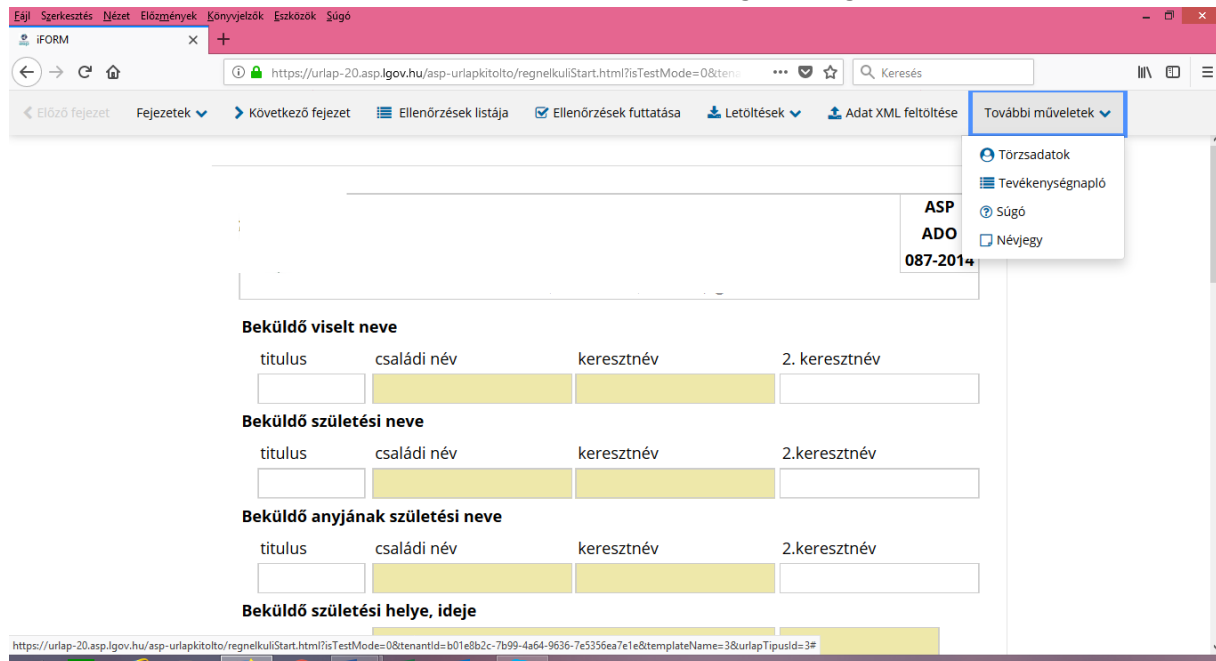 Fájl Szerkesztés Nézet Előzmények Könyvjelzők Eszközök Súgó
iFORM
https://urlap-20.asp.lgov.hu/asp-urlapkitolto/regnelkuliStart.html?isTestMode=0&tena
Keresés
Előző fejezet Fejezetek Következő fejezet Ellenőrzések listája Ellenőrzések futtatása Letöltések Adat XML feltöltése További műveletek
Törzsadatok
Tevékenységnapló
Súgó
Névjegy
ASP
ADO
087-2014
Beküldő viselt neve
titulus családi név keresztnév 2. keresztnév
Beküldő születési neve
titulus családi név keresztnév 2.keresztnév
Beküldő anyjának születési neve
titulus családi név keresztnév 2.keresztnév
Beküldő születési helye, ideje
https://urlap-20.asp.lgov.hu/asp-urlapkitolto/regnelkuliStart.html?isTestMode=0&tenantId=b01e8b2c-7b99-4a64-9636-7e5356ea7e1e&templateName=3&urlapTipusId=3#